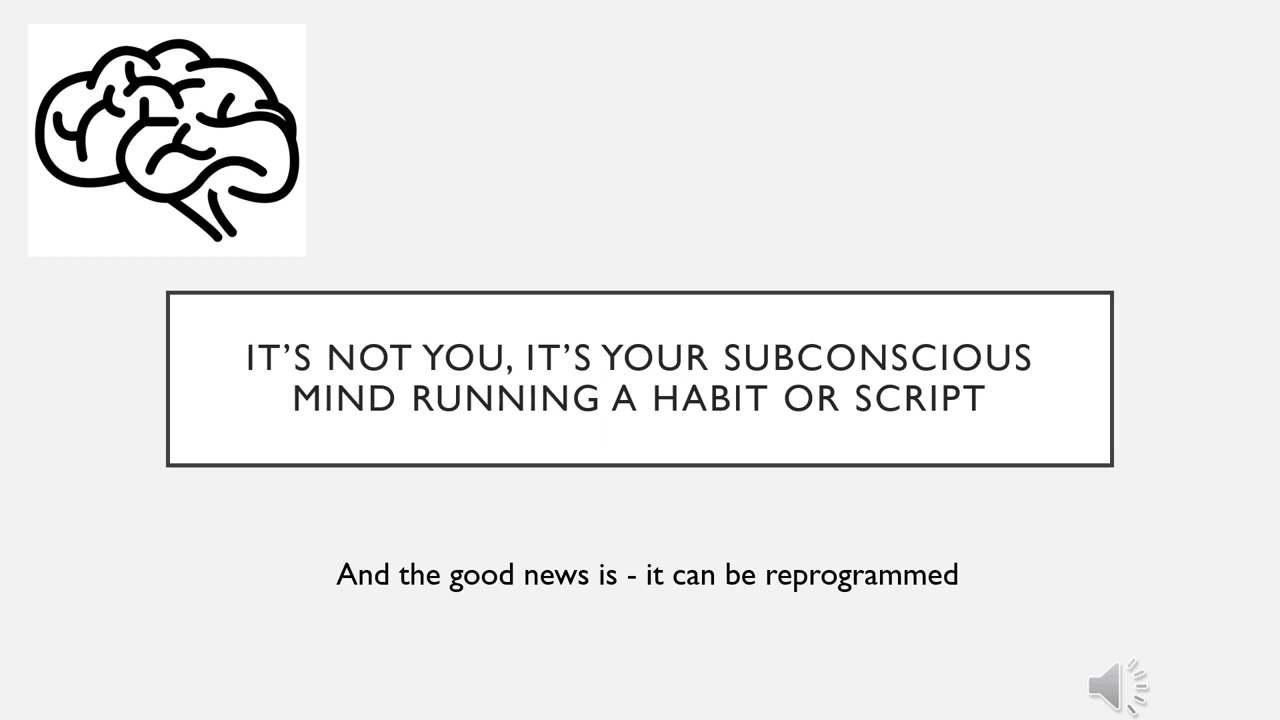 IT’S NOT YOU, IT’S YOUR SUBCONSCIOUS
MIND RUNNING A HABIT OR SCRIPT
And the good news is - it can be reprogrammed